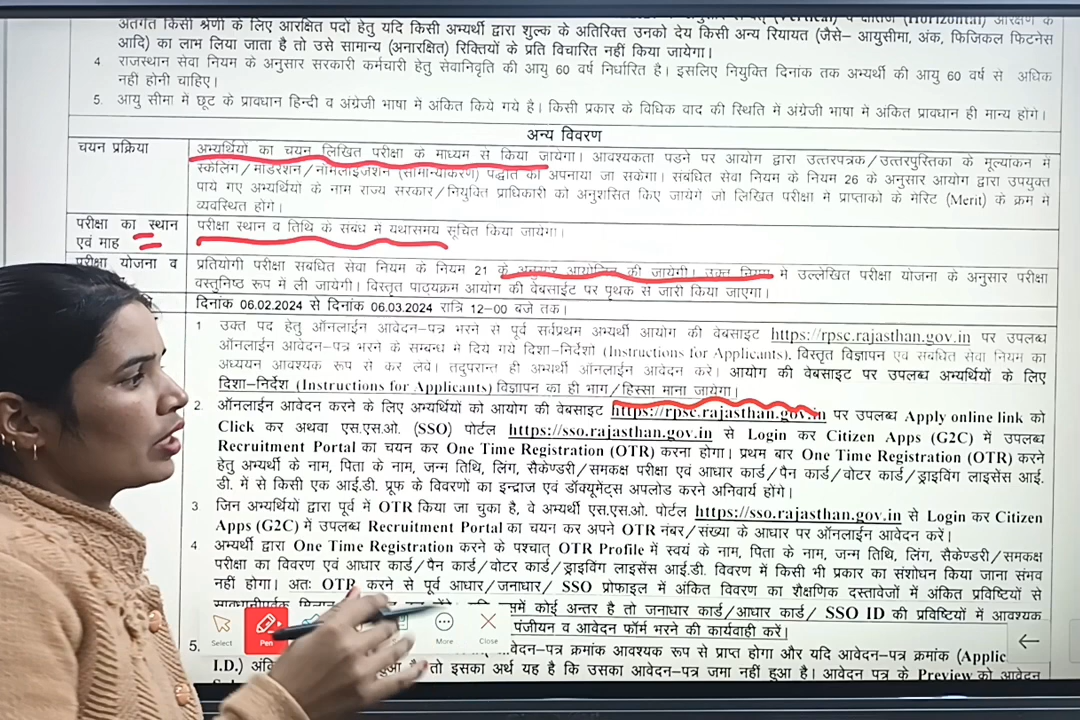 अंतर्गत किसी श्रेणी के लिए आरक्षित पदों हेतु यदि किसी अभ्यर्थी द्वारा शुल्क के अतिरिक्त उनको देय किसी अन्य रियायत (जैसे– आयुसीमा, अंक, फिजिकल फिटनेस
आदि) का लाभ लिया जाता है तो उसे सामान्य (अनारक्षित) रिक्तियों के प्रति विचारित नहीं किया जायेगा।
4 राजस्थान सेवा नियम के अनुसार सरकारी कर्मचारी हेतु सेवानिवृति की आयु 60 वर्ष निर्धारित है। इसलिए नियुक्ति दिनांक तक अभ्यर्थी की आयु 60 वर्ष से अधिक
नही होनी चाहिए।
5. आयु सीमा में छूट के प्रावधान हिन्दी व अंग्रेजी भाषा में अंकित किये गये है। किसी प्रकार के विधिक वाद की स्थिति में अंग्रेजी भाषा में अंकित प्रावधान ही मान्य होंगे।
अन्य विवरण
चयन प्रक्रिया
अभ्यर्थियों का चयन लिखित परीक्षा के माध्यम से किया जायेगा। आवश्यकता पडने पर आयोग द्वारा उत्तरपत्रक/उत्तरपुस्तिका के मूल्यांकन में
स्केलिंग/मॉडरेशन/नॉर्मलाइजेशन (सामान्यीकरण) पद्धति को अपनाया जा सकेगा। संबंधित सेवा नियम के नियम 26 के अनुसार आयोग द्वारा उपयुक्त
पाये गए अभ्यर्थियों के नाम राज्य सरकार/नियुक्ति प्राधिकारी को अनुशंसित किए जायेंगे जो लिखित परीक्षा में प्राप्तांको के मेरिट (Merit) के क्रम में
व्यवस्थित होंगे।
परीक्षा का स्थान
एवं माह
परीक्षा स्थान व तिथि के संबंध में यथासमय सूचित किया जायेगा।
परीक्षा योजना व
प्रतियोगी परीक्षा संबंधित सेवा नियम के नियम 21 के अनुसार आयोजित की जायेगी। उक्त नियम में उल्लेखित परीक्षा योजना के अनुसार परीक्षा
वस्तुनिष्ठ रूप में ली जायेगी। विस्तृत पाठ्यक्रम आयोग की वेबसाईट पर पृथक से जारी किया जाएगा।
दिनांक 06.02.2024 से दिनांक 06.03.2024 रात्रि 12–00 बजे तक।
1 उक्त पद हेतु ऑनलाईन आवेदन–पत्र भरने से पूर्व सर्वप्रथम अभ्यर्थी आयोग की वेबसाइट https://rpsc.rajasthan.gov.in पर उपलब्ध
ऑनलाईन आवेदन–पत्र भरने के सम्बन्ध में दिये गये दिशा–निर्देशों (Instructions for Applicants), विस्तृत विज्ञापन एवं संबंधित सेवा नियम का
अध्ययन आवश्यक रूप से कर लेवें। तदुपरान्त ही अभ्यर्थी ऑनलाईन आवेदन करें। आयोग की वेबसाइट पर उपलब्ध अभ्यर्थियों के लिए
दिशा–निर्देश (Instructions for Applicants) विज्ञापन का ही भाग/हिस्सा माना जायेगा।
2. ऑनलाईन आवेदन करने के लिए अभ्यर्थियों को आयोग की वेबसाइट https://rpsc.rajasthan.gov.in पर उपलब्ध Apply online link को
Click कर अथवा एस.एस.ओ. (SSO) पोर्टल https://sso.rajasthan.gov.in से Login कर Citizen Apps (G2C) में उपलब्ध
Recruitment Portal का चयन कर One Time Registration (OTR) करना होगा। प्रथम बार One Time Registration (OTR) करने
हेतु अभ्यर्थी के नाम, पिता के नाम, जन्म तिथि, लिंग, सैकेण्डरी/समकक्ष परीक्षा एवं आधार कार्ड/पैन कार्ड/वोटर कार्ड/ड्राइविंग लाइसेंस आई.
डी. में से किसी एक आई.डी. प्रूफ के विवरणों का इन्द्राज एवं डॉक्यूमेंट्स अपलोड करने अनिवार्य होंगे।
3 जिन अभ्यर्थियों द्वारा पूर्व में OTR किया जा चुका है, वे अभ्यर्थी एस.एस.ओ. पोर्टल https://sso.rajasthan.gov.in से Login कर Citizen
Apps (G2C) में उपलब्ध Recruitment Portal का चयन कर अपने OTR नंबर/संख्या के आधार पर ऑनलाईन आवेदन करें।
4 अभ्यर्थी द्वारा One Time Registration करने के पश्चात् OTR Profile में स्वयं के नाम, पिता के नाम, जन्म तिथि, लिंग, सैकेण्डरी/समकक्ष
परीक्षा का विवरण एवं आधार कार्ड/पैन कार्ड/वोटर कार्ड/ड्राइविंग लाइसेंस आई.डी. विवरण में किसी भी प्रकार का संशोधन किया जाना संभव
नहीं होगा। अतः OTR करने से पूर्व आधार/जनाधार/ SSO प्रोफाइल में अंकित विवरण का शैक्षणिक दस्तावेजों में अंकित प्रविष्टियों से
में कोई अन्तर है तो जनाधार कार्ड/आधार कार्ड/ SSO ID की प्रविष्टियों में आवश्यक
पंजीयन व आवेदन फॉर्म भरने की कार्यवाही करें।
Select
Pen
More
Close
5. आवेदन–पत्र क्रमांक आवश्यक रूप से प्राप्त होगा और यदि आवेदन–पत्र क्रमांक (Applic
I.D.) तो इसका अर्थ यह है कि उसका आवेदन–पत्र जमा नहीं हुआ है। आवेदन पत्र के Preview को आवेदन